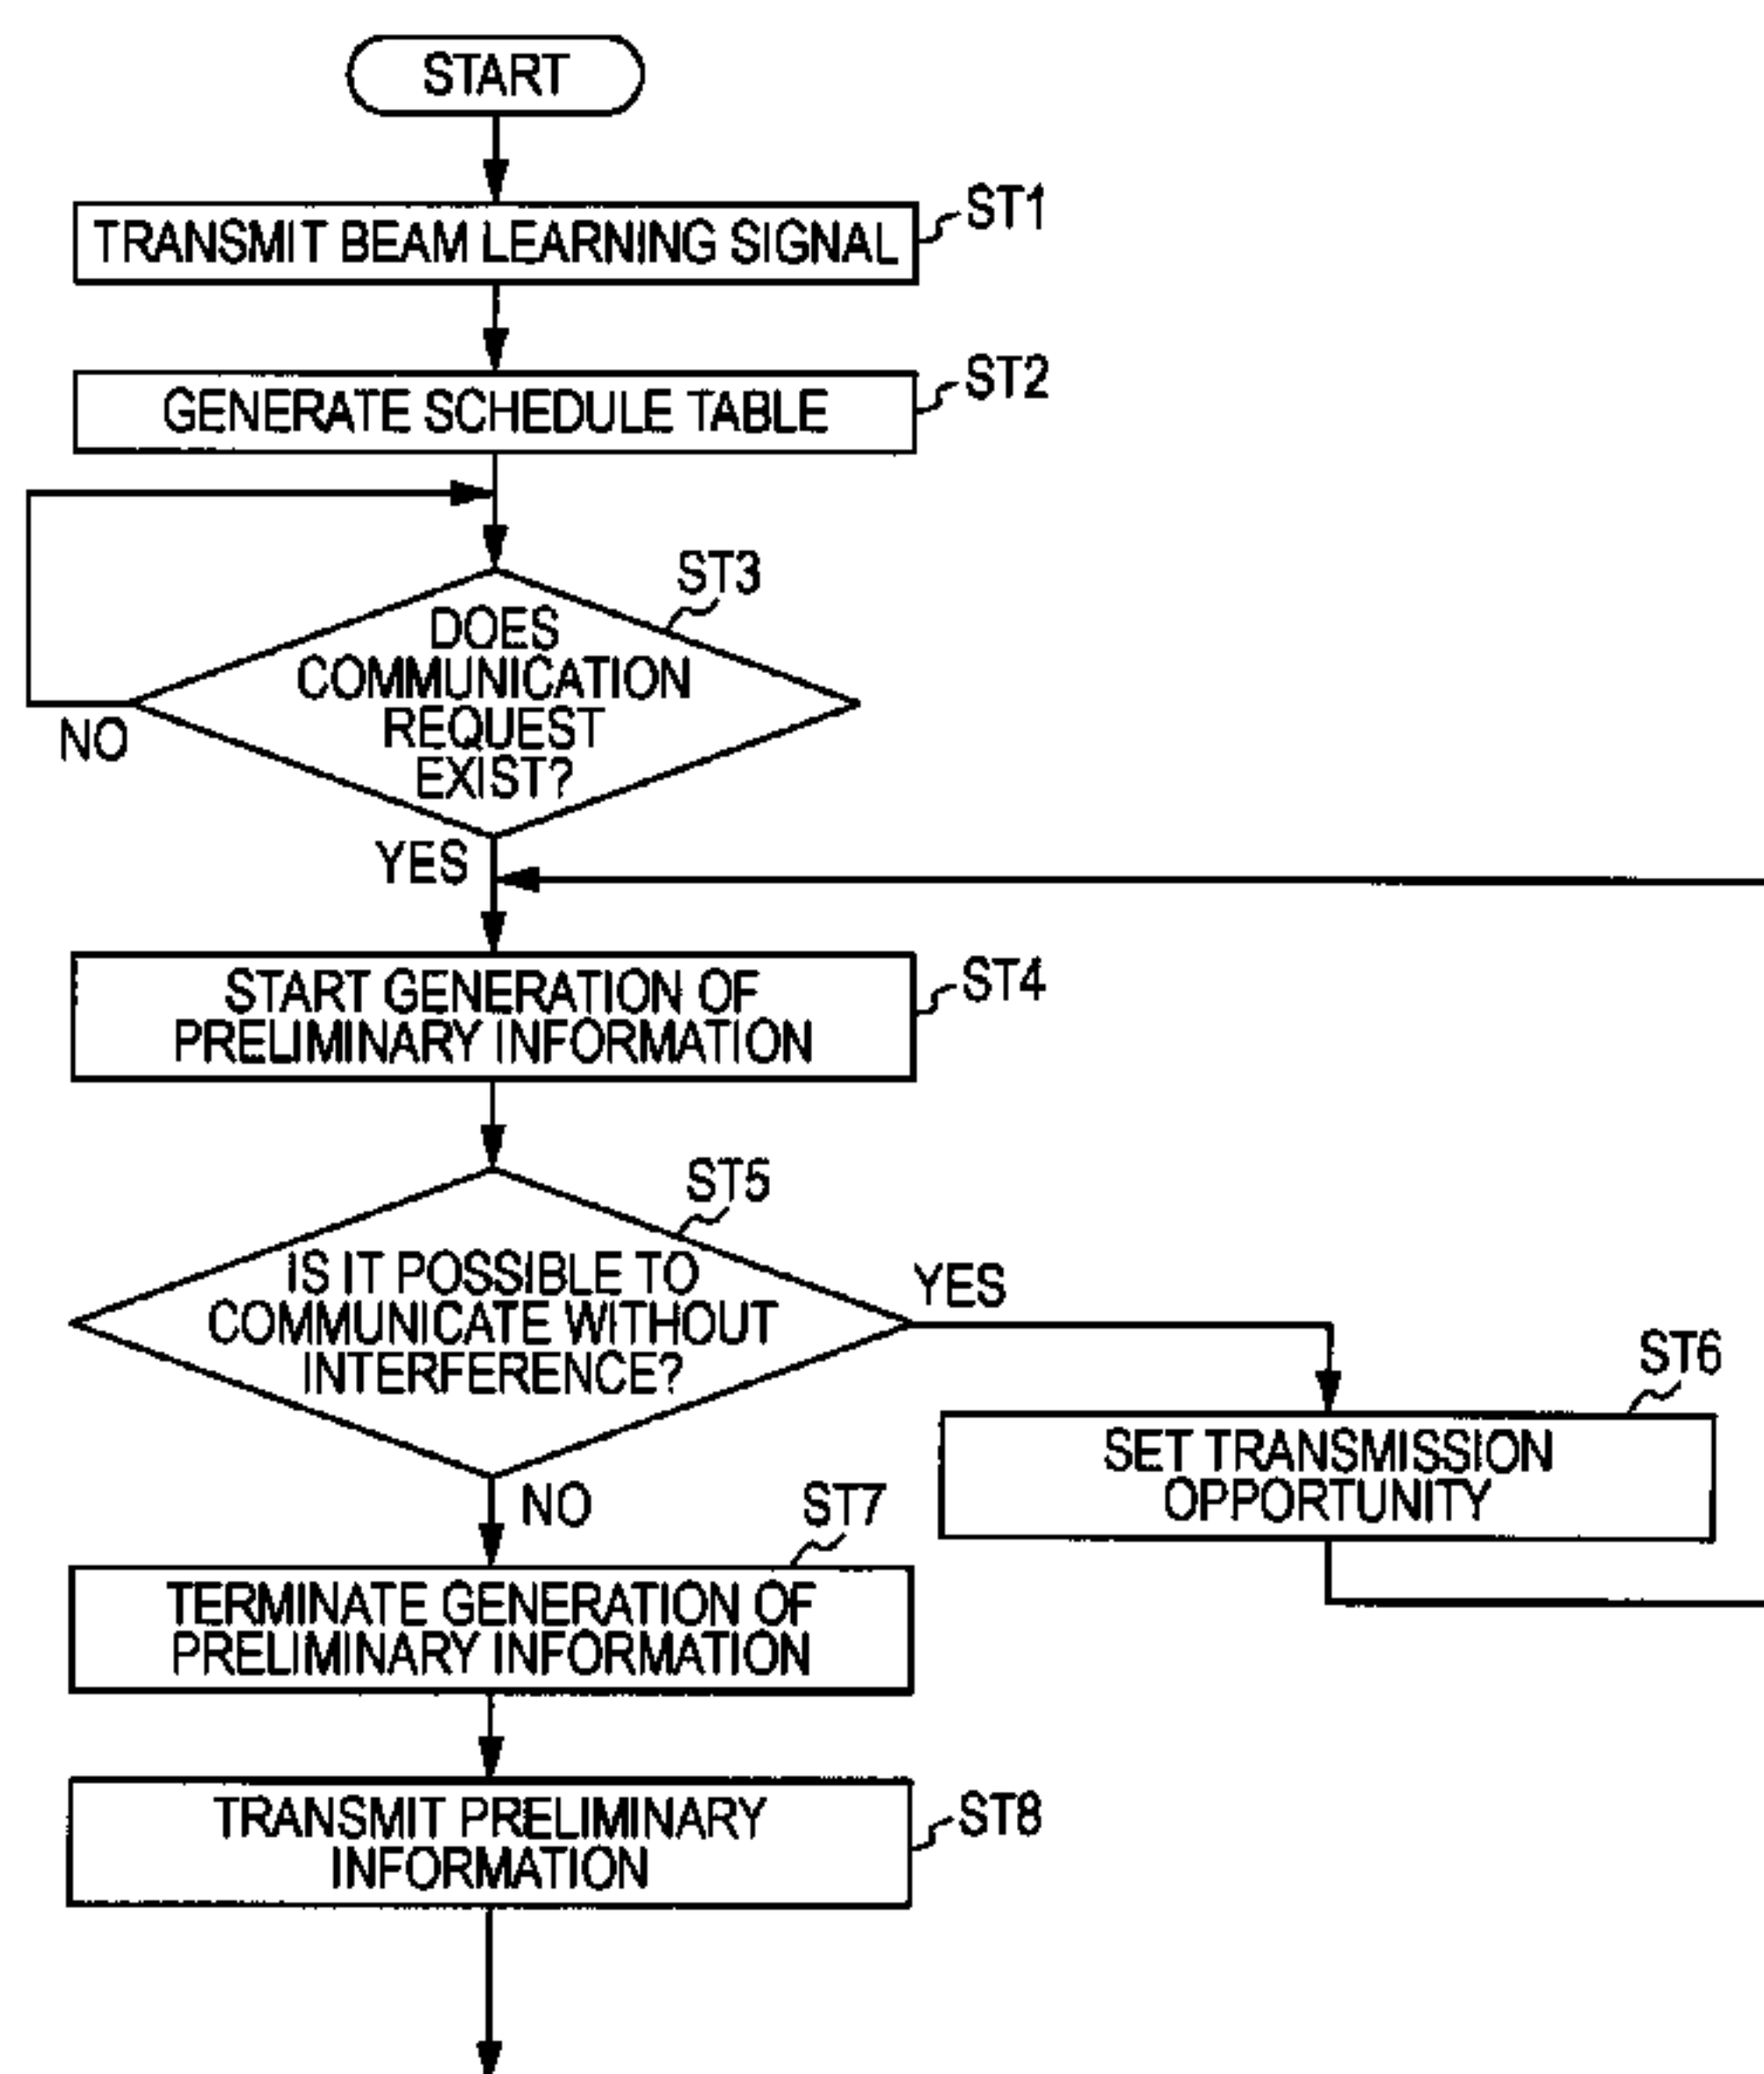 START
TRANSMIT BEAM LEARNING SIGNAL
ST1
GENERATE SCHEDULE TABLE
ST2
ST3
DOES
COMMUNICATION
REQUEST
EXIST?
NO
YES
START GENERATION OF
PRELIMINARY INFORMATION
ST4
ST5
IS IT POSSIBLE TO
COMMUNICATE WITHOUT
INTERFERENCE?
YES
ST6
SET TRANSMISSION
OPPORTUNITY
NO
ST7
TERMINATE GENERATION OF
PRELIMINARY INFORMATION
TRANSMIT PRELIMINARY
INFORMATION
ST8